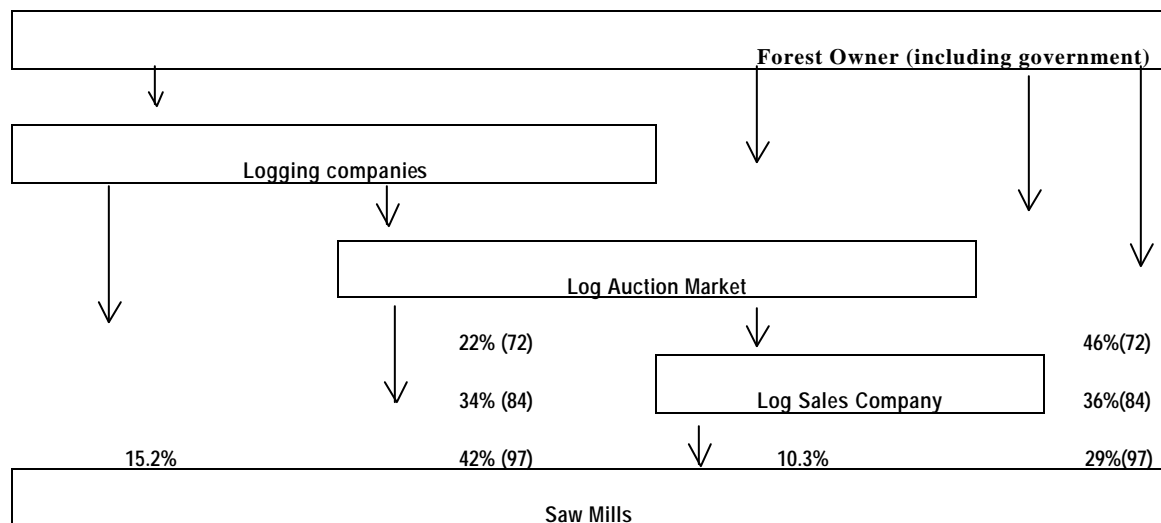 Forest Owner (including government)
Logging companies
Log Auction Market
22% (72) 46%(72)
34% (84) Log Sales Company 36%(84)
15.2% 42% (97) 10.3% 29%(97)
Saw Mills